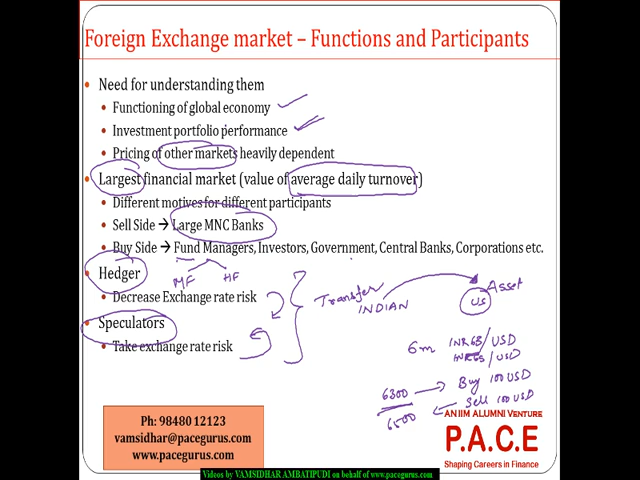 Foreign Exchange market – Functions and Participants
• Need for understanding them
• Functioning of global economy
• Investment portfolio performance
• Pricing of other markets heavily dependent
• Largest financial market (value of average daily turnover)
• Different motives for different participants
• Sell Side → Large MNC Banks
• Buy Side → Fund Managers, Investors, Government, Central Banks, Corporations etc.
MF HF
• Hedger
• Decrease Exchange rate risk
• Speculators
• Take exchange rate risk
Transfer
INDIAN
US Asset
6m INR 63/USD
INR 65/USD
6300 → Buy 100 USD
6500 ← Sell 100 USD
Ph: 98480 12123
vamsidhar@pacegurus.com
www.pacegurus.com
AN IIM ALUMNI VENTURE
P.A.C.E
Shaping Careers in Finance
Videos by VAMSIDHAR AMBATIPUDI on behalf of www.pacegurus.com